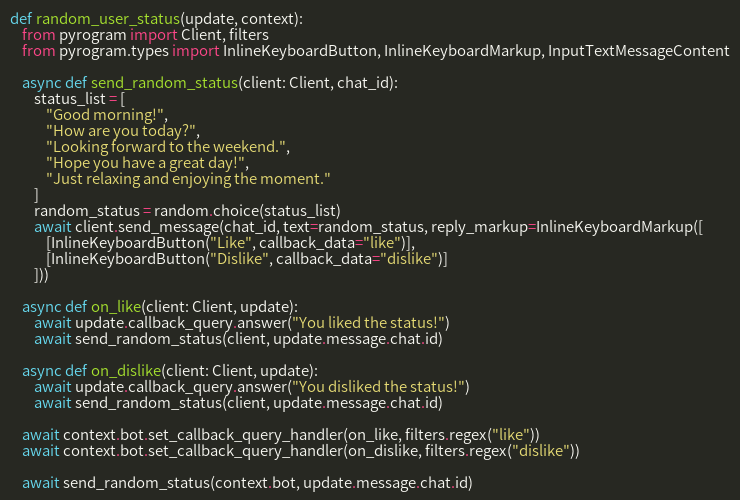 def random_user_status(update, context):
    from pyrogram import Client, filters
    from pyrogram.types import InlineKeyboardButton, InlineKeyboardMarkup, InputTextMessageContent

    async def send_random_status(client: Client, chat_id):
        status_list = [
            "Good morning!",
            "How are you today?",
            "Looking forward to the weekend.",
            "Hope you have a great day!",
            "Just relaxing and enjoying the moment."
        ]
        random_status = random.choice(status_list)
        await client.send_message(chat_id, text=random_status, reply_markup=InlineKeyboardMarkup([
            [InlineKeyboardButton("Like", callback_data="like")],
            [InlineKeyboardButton("Dislike", callback_data="dislike")]
        ]))

    async def on_like(client: Client, update):
        await update.callback_query.answer("You liked the status!")
        await send_random_status(client, update.message.chat.id)

    async def on_dislike(client: Client, update):
        await update.callback_query.answer("You disliked the status!")
        await send_random_status(client, update.message.chat.id)

    await context.bot.set_callback_query_handler(on_like, filters.regex("like"))
    await context.bot.set_callback_query_handler(on_dislike, filters.regex("dislike"))

    await send_random_status(context.bot, update.message.chat.id)